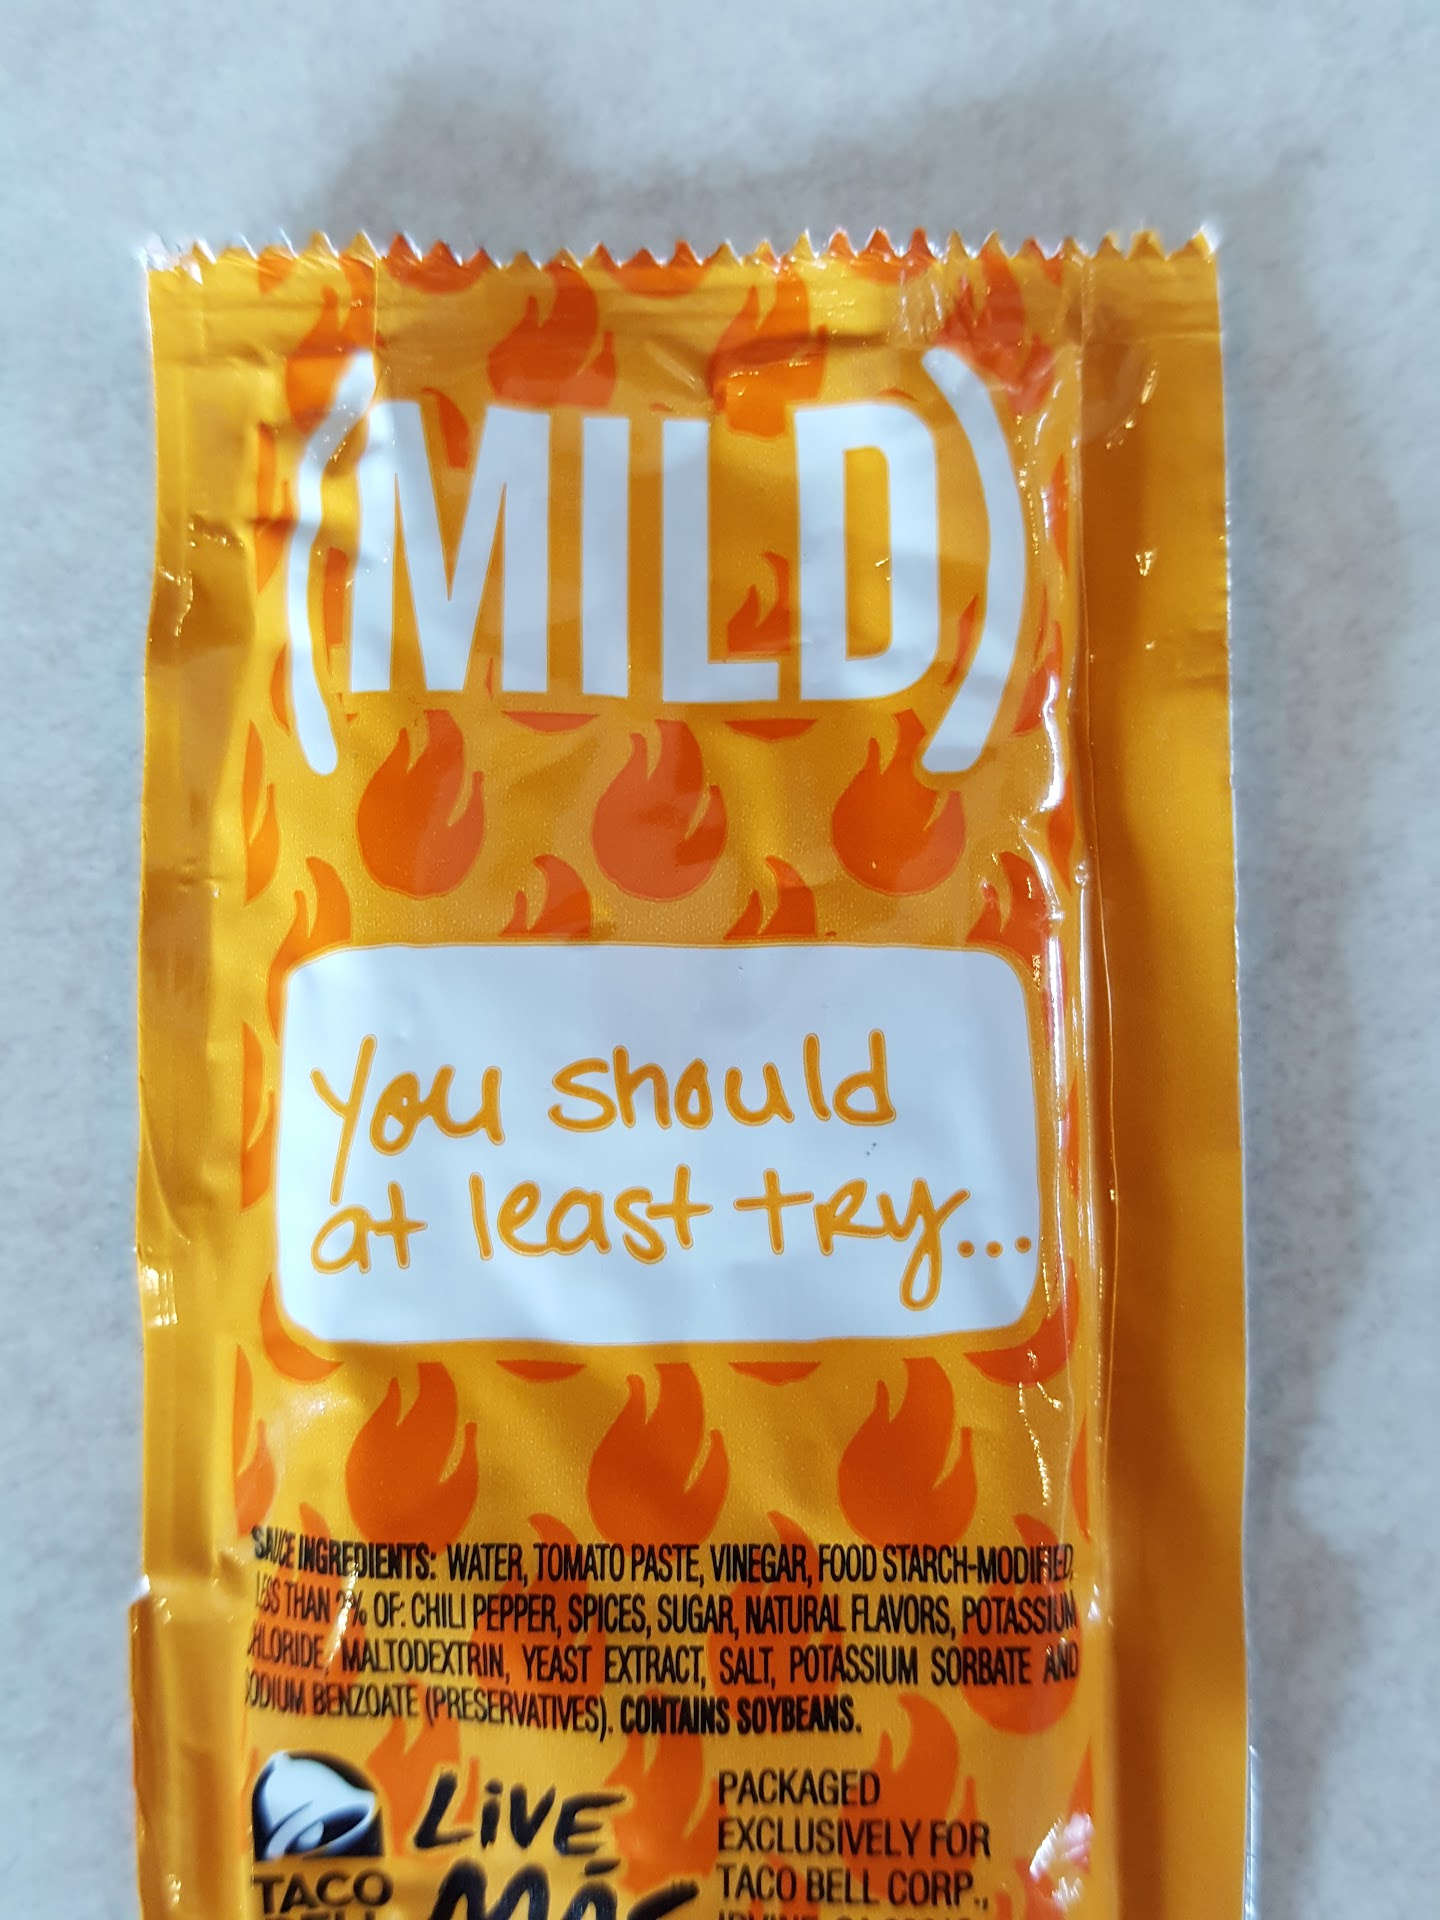 (MILD)
You should
at least try...
SAUCE INGREDIENTS: WATER, TOMATO PASTE, VINEGAR, FOOD STARCH-MODIFIED,
LESS THAN % OF: CHILI PEPPER, SPICES, SUGAR, NATURAL FLAVORS, POTASSIUM
CHLORIDE, MALTODEXTRIN, YEAST EXTRACT, SALT, POTASSIUM SORBATE AND
SODIUM BENZOATE (PRESERVATIVES). CONTAINS SOYBEANS.
TACO
LIVE
PACKAGED
EXCLUSIVELY FOR
TACO BELL CORP.,